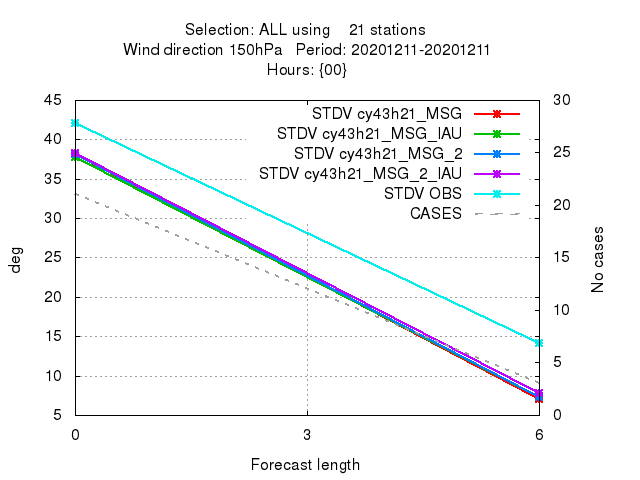 Selection: ALL using 21 stations
Wind direction 150hPa Period: 20201211-20201211
Hours: {00}
STDV cy43h21_MSG
STDV cy43h21_MSG_IAU
STDV cy43h21_MSG_2
STDV cy43h21_MSG_2_IAU
STDV OBS
CASES
45
40
35
30
25
20
15
10
5
deg
30
25
20
15
10
5
0
No cases
0 3 6
Forecast length